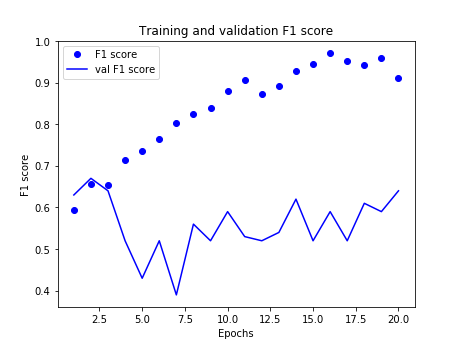 Training and validation F1 score
F1 score
val F1 score
1.0
0.9
0.8
0.7
0.6
0.5
0.4
F1 score
2.5 5.0 7.5 10.0 12.5 15.0 17.5 20.0
Epochs